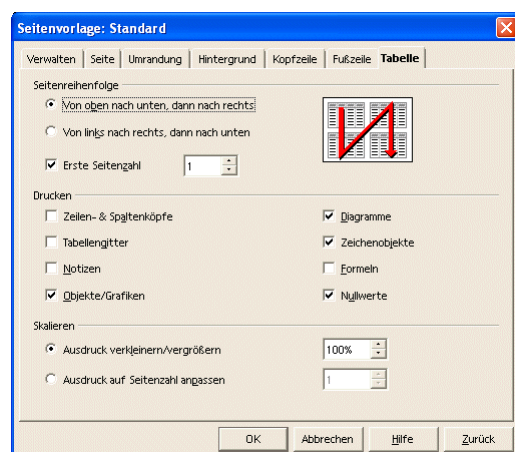 Seitenvorlage: Standard
Verwalten Seite Umrandung Hintergrund Kopfzeile Fußzeile Tabelle
Seitenreihenfolge
Von oben nach unten, dann nach rechts
Von links nach rechts, dann nach unten
Erste Seitenzahl 1
Drucken
Zeilen- & Spaltenköpfe Diagramme
Tabellengitter Zeichenobjekte
Notizen Formeln
Objekte/Grafiken Nullwerte
Skalieren
Ausdruck verkleinern/vergrößern 100%
Ausdruck auf Seitenzahl anpassen 1
OK Abbrechen Hilfe Zurück